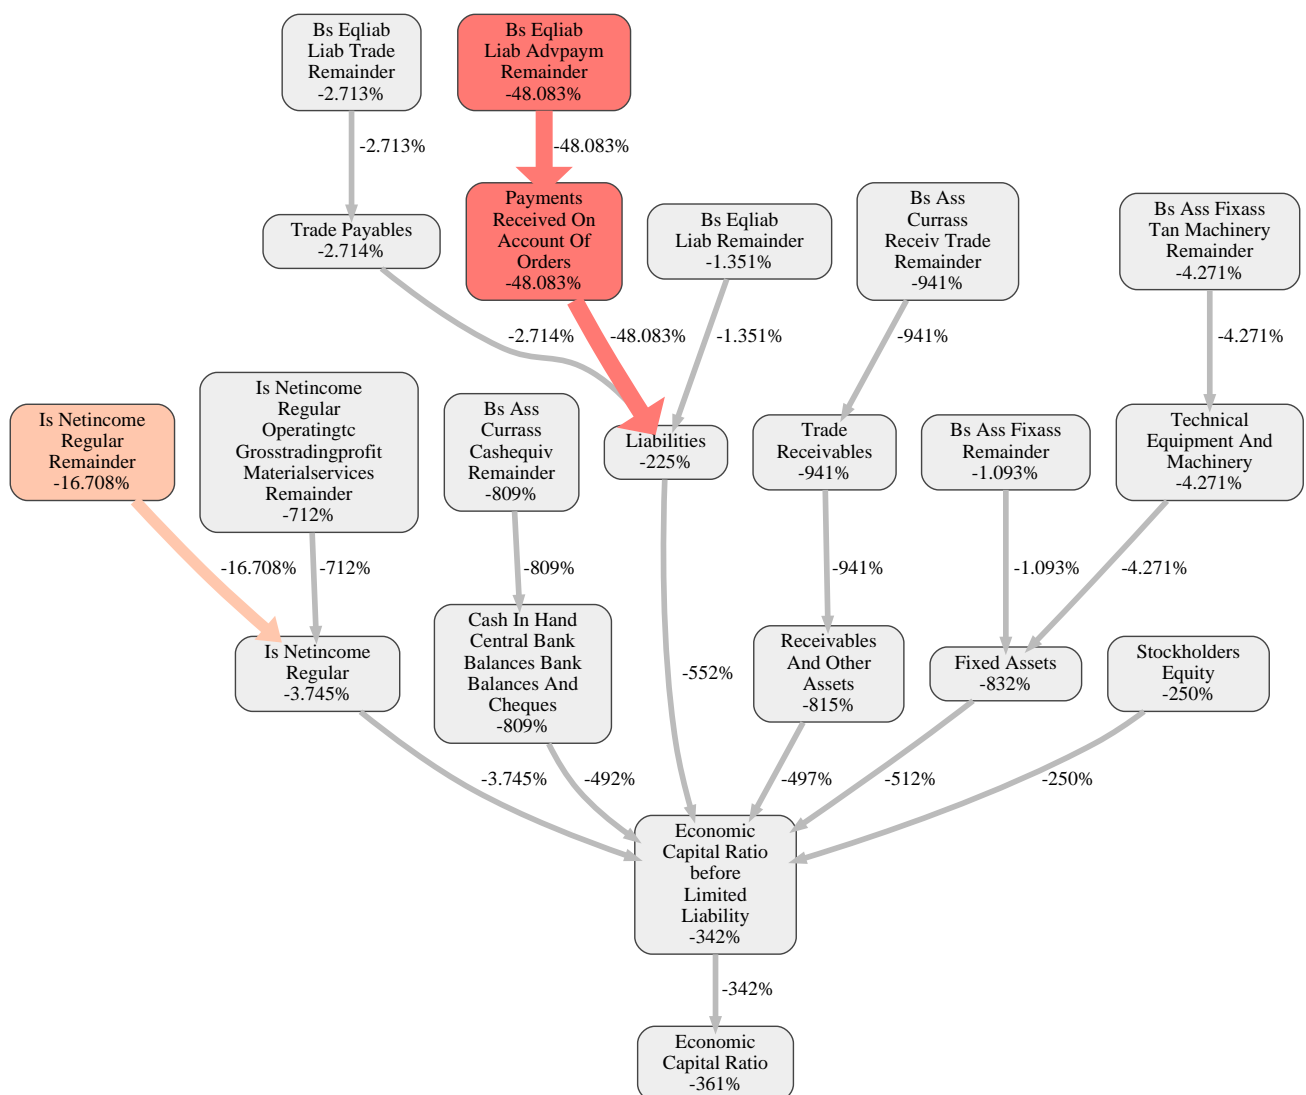 Bs Eqliab
Liab Trade
Remainder
-2.713%
Bs Eqliab
Liab Advpaym
Remainder
-48.083%
-2.713%
-48.083%
Trade Payables
-2.714%
Payments
Received On
Account Of
Orders
-48.083%
Bs Eqliab
Liab Remainder
-1.351%
Bs Ass
Currass
Receiv Trade
Remainder
-941%
Bs Ass Fixass
Tan Machinery
Remainder
-4.271%
-2.714%
-48.083%
-1.351%
-941%
-4.271%
Is Netincome
Regular
Remainder
-16.708%
Is Netincome
Regular
Operatingtc
Grosstradingprofit
Materialservices
Remainder
-712%
Bs Ass
Currass
Cashequiv
Remainder
-809%
Liabilities
-225%
Trade
Receivables
-941%
Bs Ass Fixass
Remainder
-1.093%
Technical
Equipment And
Machinery
-4.271%
-16.708%
-712%
-809%
-941%
-1.093%
-4.271%
Is Netincome
Regular
-3.745%
Cash In Hand
Central Bank
Balances Bank
Balances And
Cheques
-809%
-552%
Receivables
And Other
Assets
-815%
Fixed Assets
-832%
Stockholders
Equity
-250%
-3.745%
-492%
-497%
-512%
-250%
Economic
Capital Ratio
before
Limited
Liability
-342%
-342%
Economic
Capital Ratio
-361%